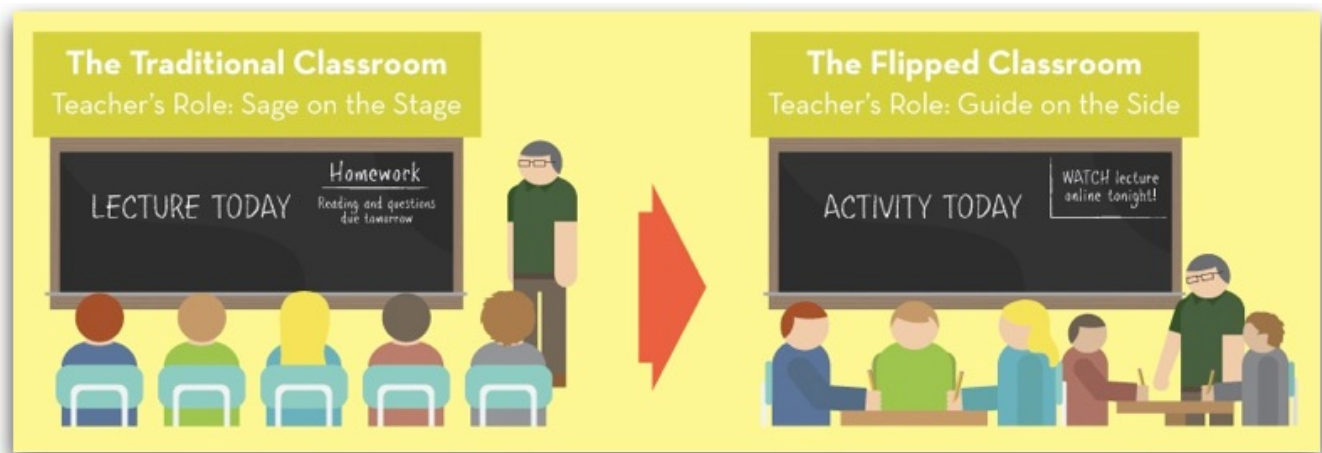 The Traditional Classroom
Teacher's Role: Sage on the Stage
LECTURE TODAY
Homework
Reading and questions
due tomorrow
The Flipped Classroom
Teacher's Role: Guide on the Side
ACTIVITY TODAY
WATCH lecture
online tonight!